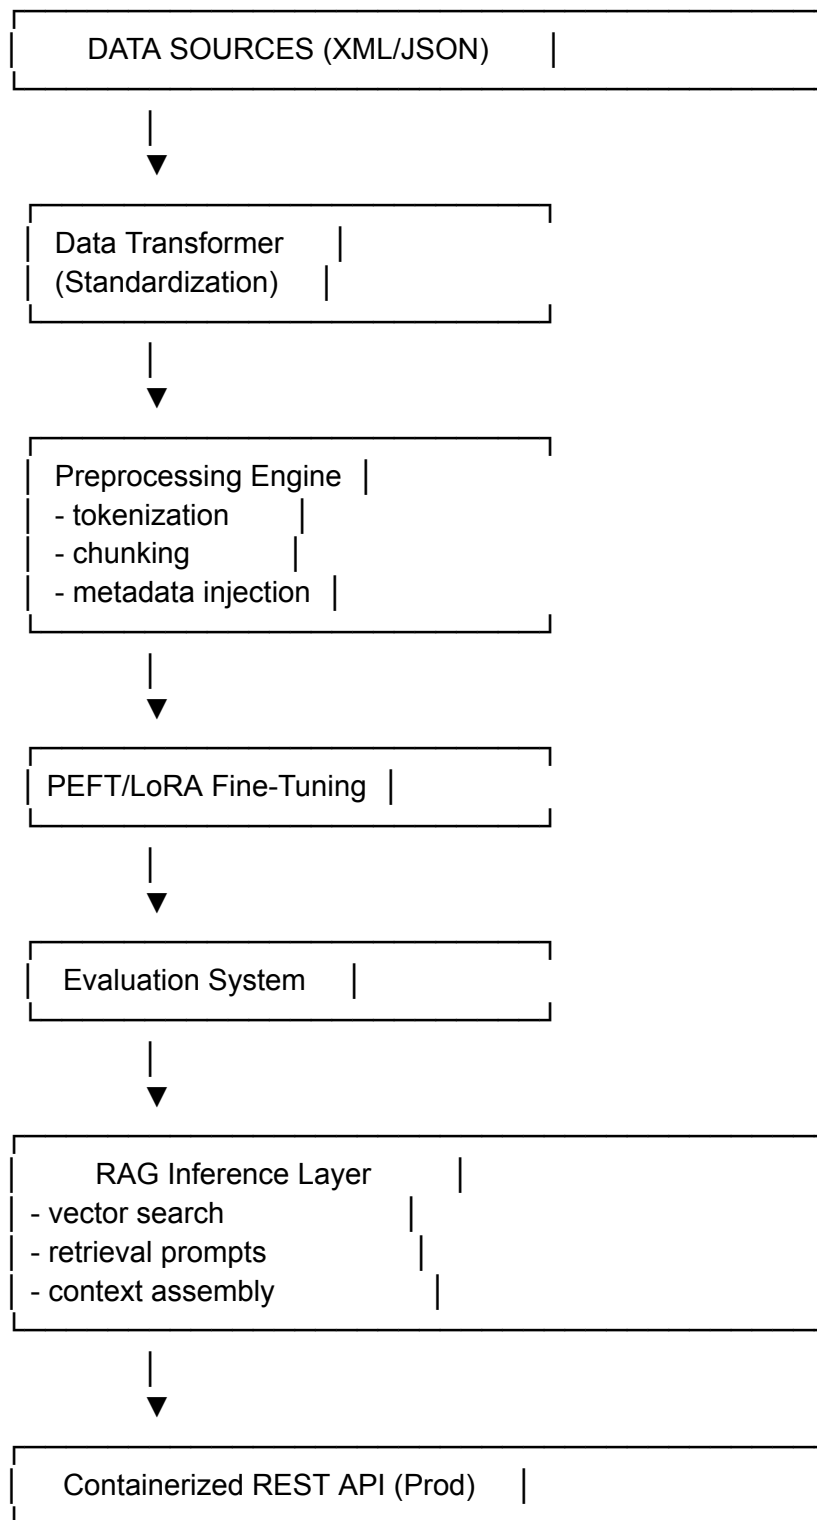 DATA SOURCES (XML/JSON)
Data Transformer
(Standardization)
Preprocessing Engine
- tokenization
- chunking
- metadata injection
PEFT/LoRA Fine-Tuning
Evaluation System
RAG Inference Layer
- vector search
- retrieval prompts
- context assembly
Containerized REST API (Prod)